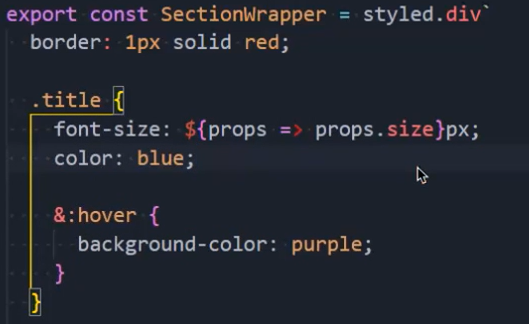 export const SectionWrapper = styled.div`
border: 1px solid red;
.title {
font-size: ${props => props.size}px;
color: blue;
&:hover {
background-color: purple;
}
}